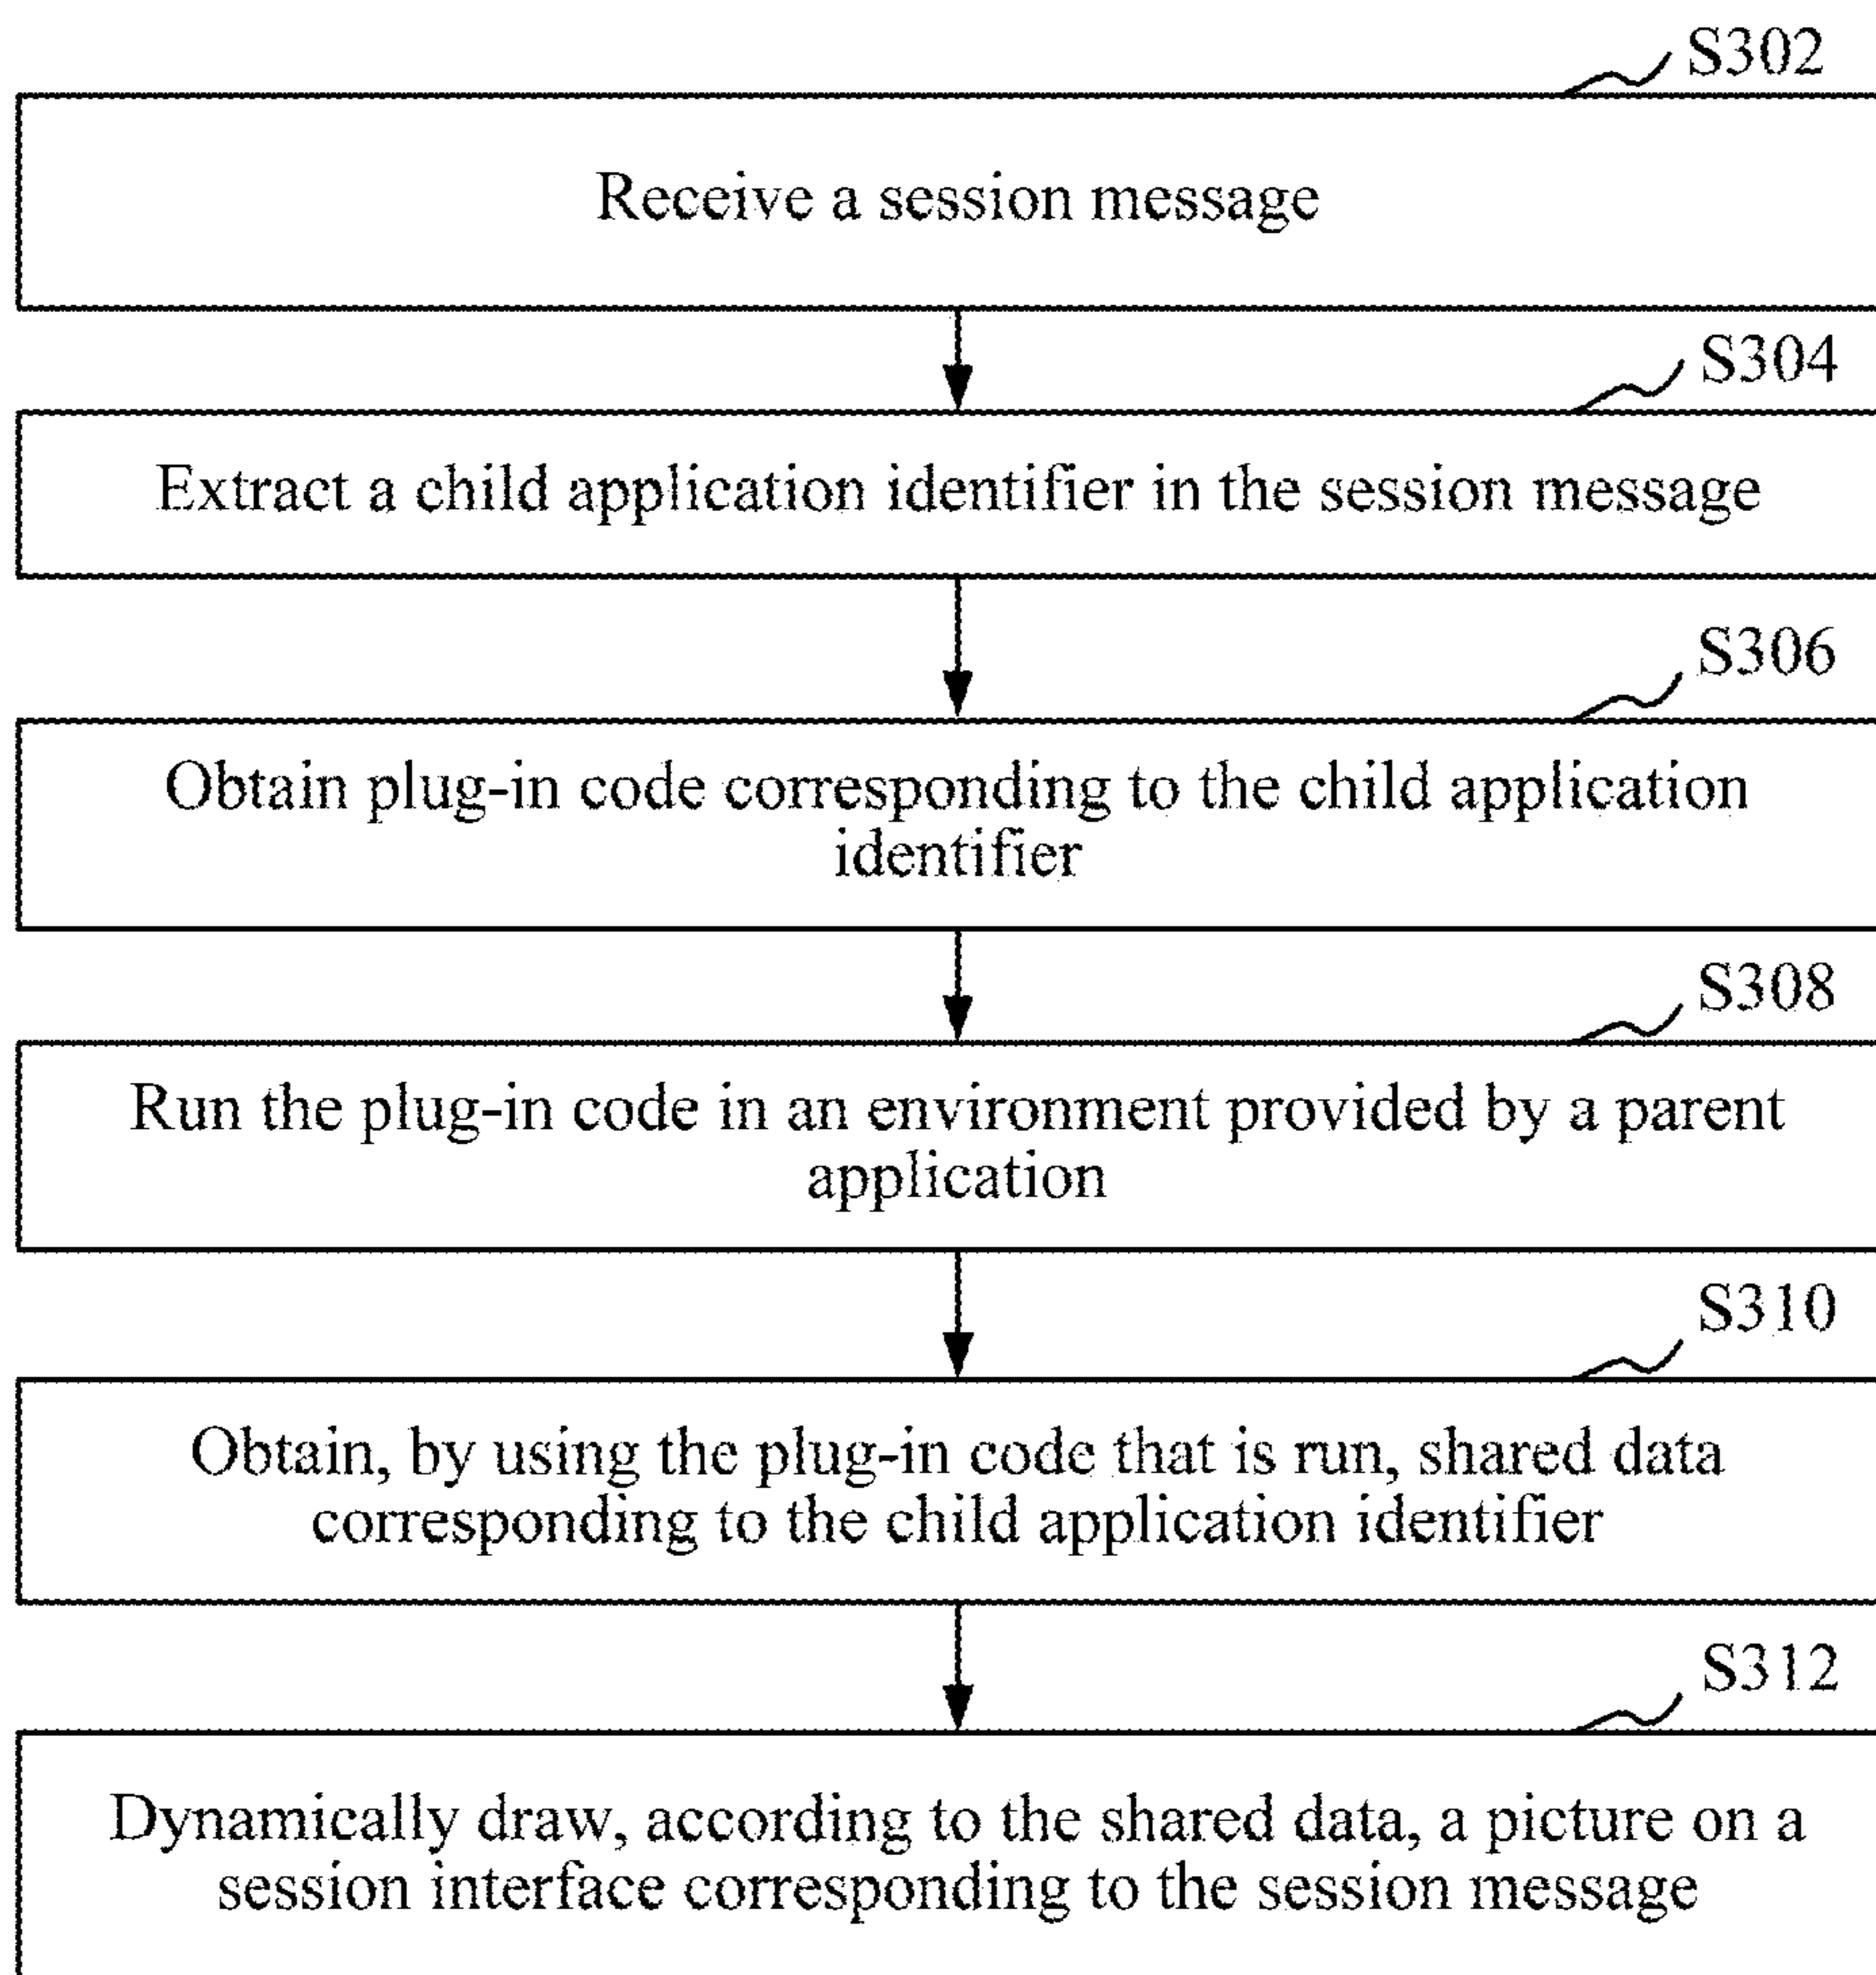 S302
Receive a session message
S304
Extract a child application identifier in the session message
S306
Obtain plug-in code corresponding to the child application
identifier
S308
Run the plug-in code in an environment provided by a parent
application
S310
Obtain, by using the plug-in code that is run, shared data
corresponding to the child application identifier
S312
Dynamically draw, according to the shared data, a picture on a
session interface corresponding to the session message